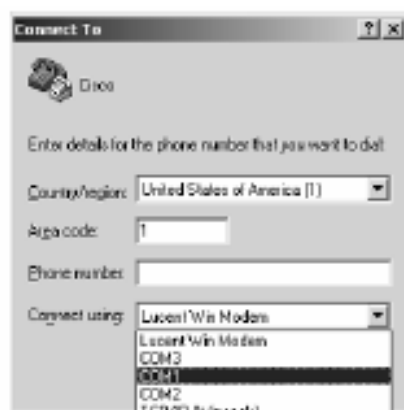 Connect To
Cisco
Enter details for the phone number that you want to dial:
Country/region: United States of America (1)
Area code: 1
Phone number:
Connect using: Lucent Win Modem
Lucent Win Modem
COM3
COM1
COM2